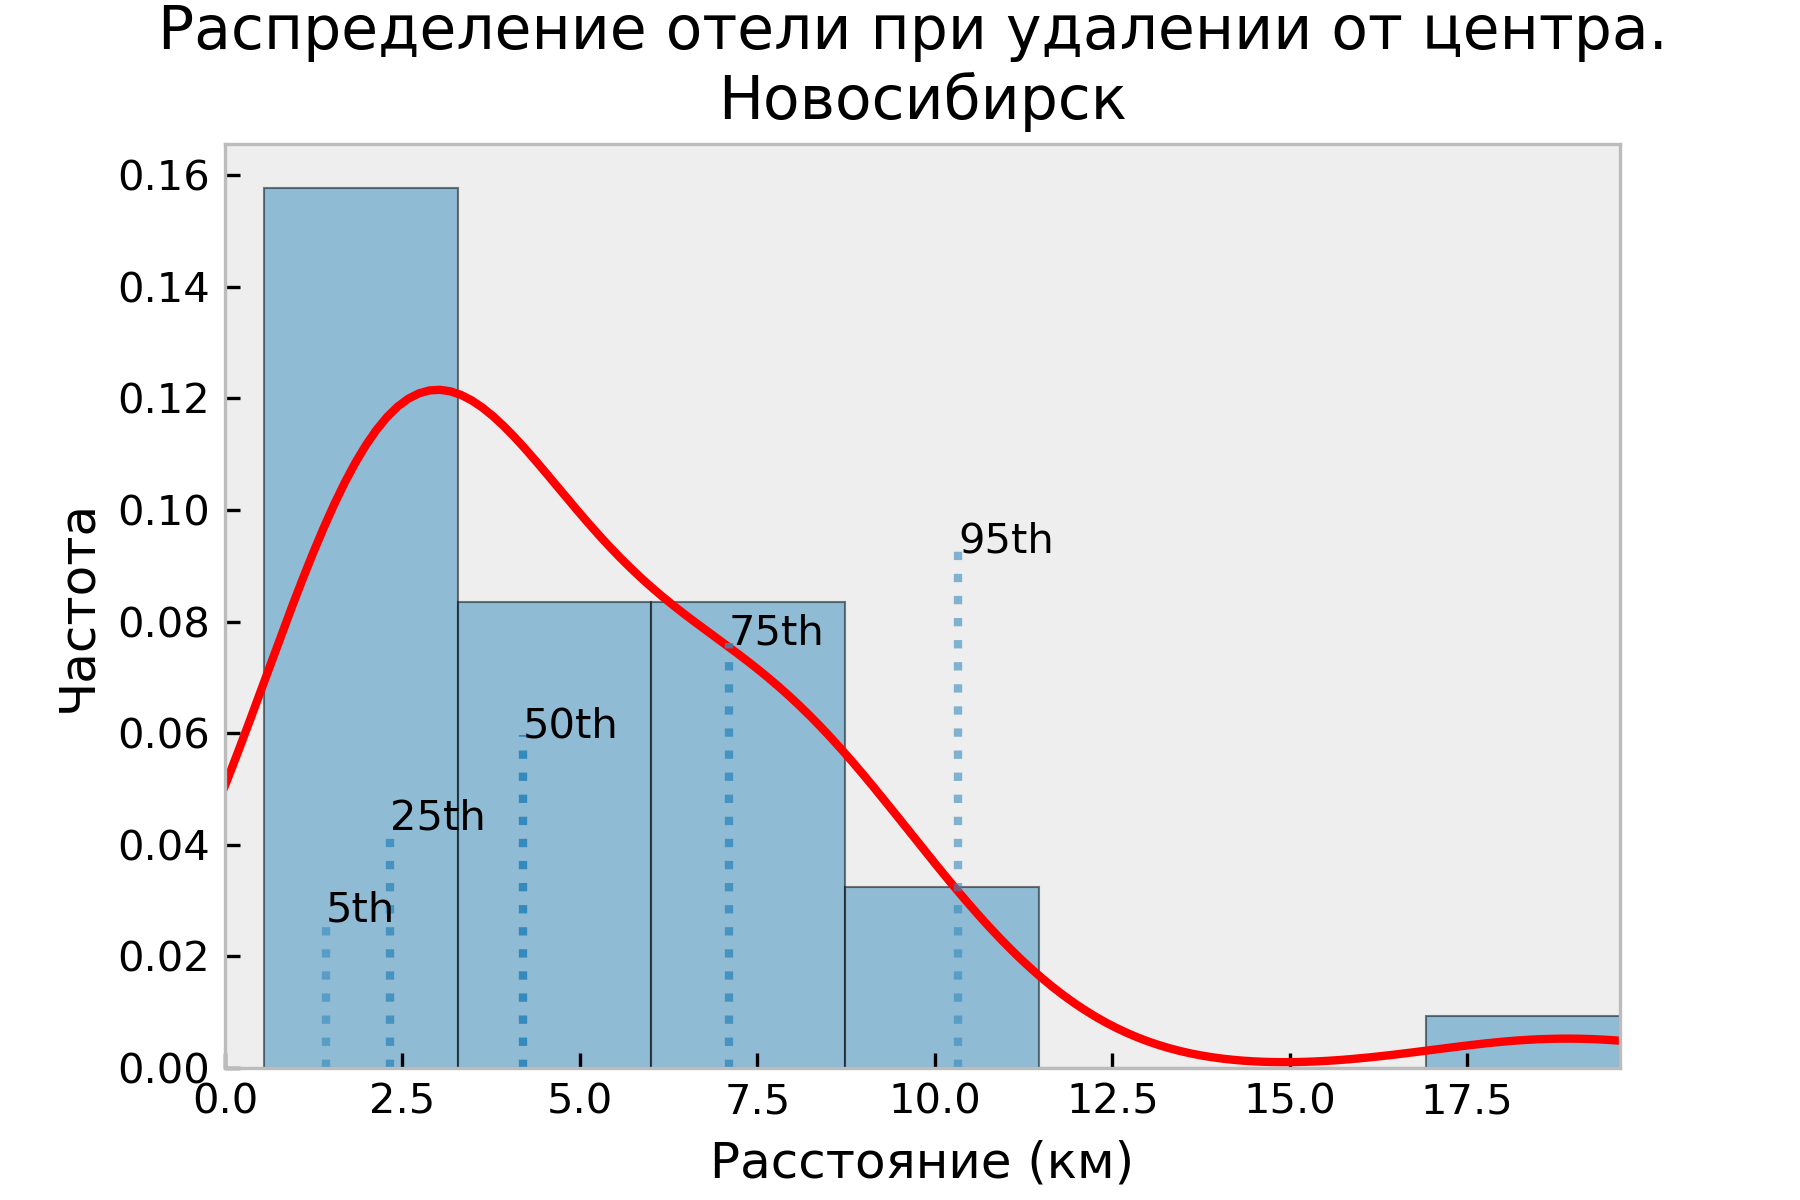 Распределение отели при удалении от центра.
Новосибирск
0.16
0.14
0.12
0.10
0.08
0.06
0.04
0.02
0.00
Частота
5th
25th
50th
75th
95th
0.0 2.5 5.0 7.5 10.0 12.5 15.0 17.5
Расстояние (км)